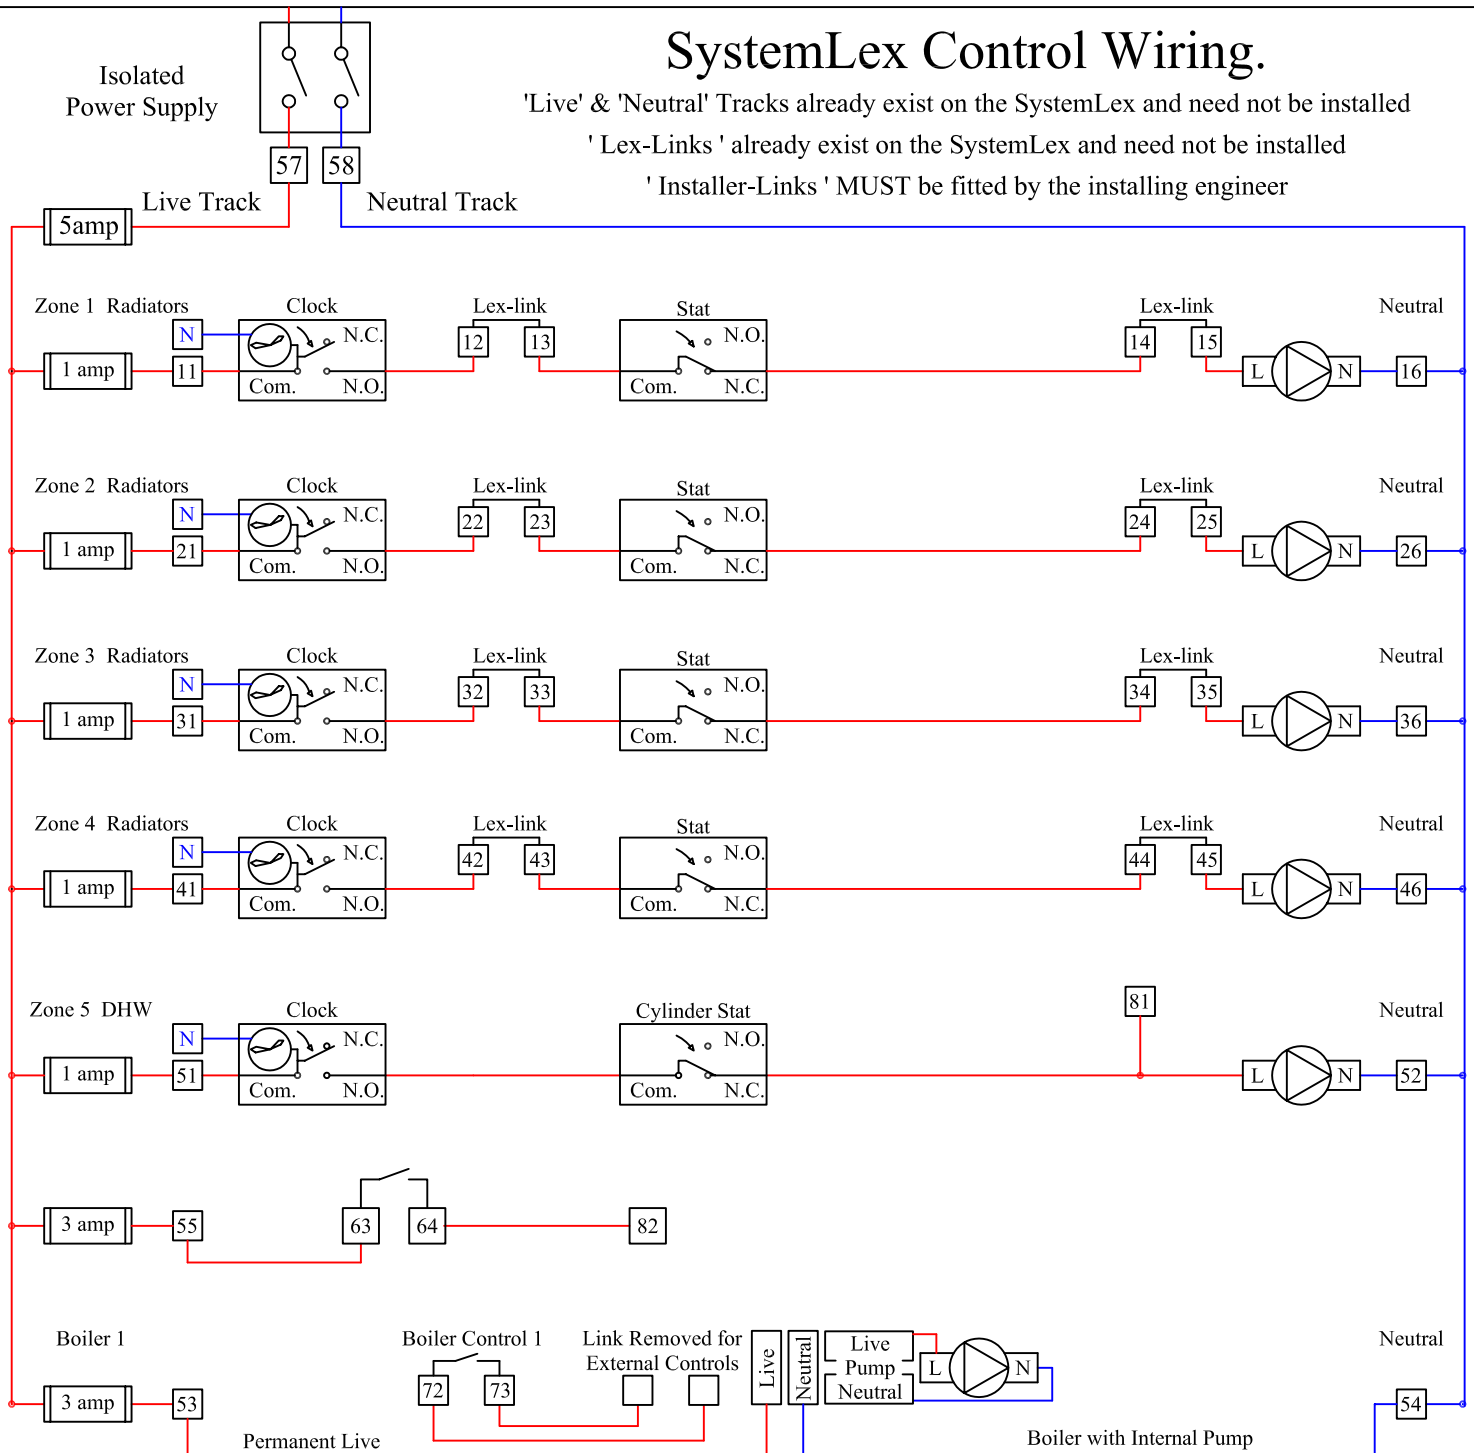 SystemLex Control Wiring.
'Live' & 'Neutral' Tracks already exist on the SystemLex and need not be installed
' Lex-Links ' already exist on the SystemLex and need not be installed
' Installer-Links ' MUST be fitted by the installing engineer
Isolated
Power Supply
57 58
Live Track Neutral Track
5amp
Zone 1 Radiators Clock Lex-link Stat Lex-link Neutral
N N.C. 12 13 N.O. 14 15
1 amp 11 Com. N.O. Com. N.C. L N 16
Zone 2 Radiators Clock Lex-link Stat Lex-link Neutral
N N.C. 22 23 N.O. 24 25
1 amp 21 Com. N.O. Com. N.C. L N 26
Zone 3 Radiators Clock Lex-link Stat Lex-link Neutral
N N.C. 32 33 N.O. 34 35
1 amp 31 Com. N.O. Com. N.C. L N 36
Zone 4 Radiators Clock Lex-link Stat Lex-link Neutral
N N.C. 42 43 N.O. 44 45
1 amp 41 Com. N.O. Com. N.C. L N 46
Zone 5 DHW Clock Cylinder Stat 81 Neutral
N N.C. N.O.
1 amp 51 Com. N.O. Com. N.C. L N 52
3 amp 55 63 64 82
Boiler 1 Boiler Control 1 Link Removed for Neutral
External Controls
Live Neutral
Live
Pump L N
Neutral
3 amp 53 72 73 54
Permanent Live Boiler with Internal Pump